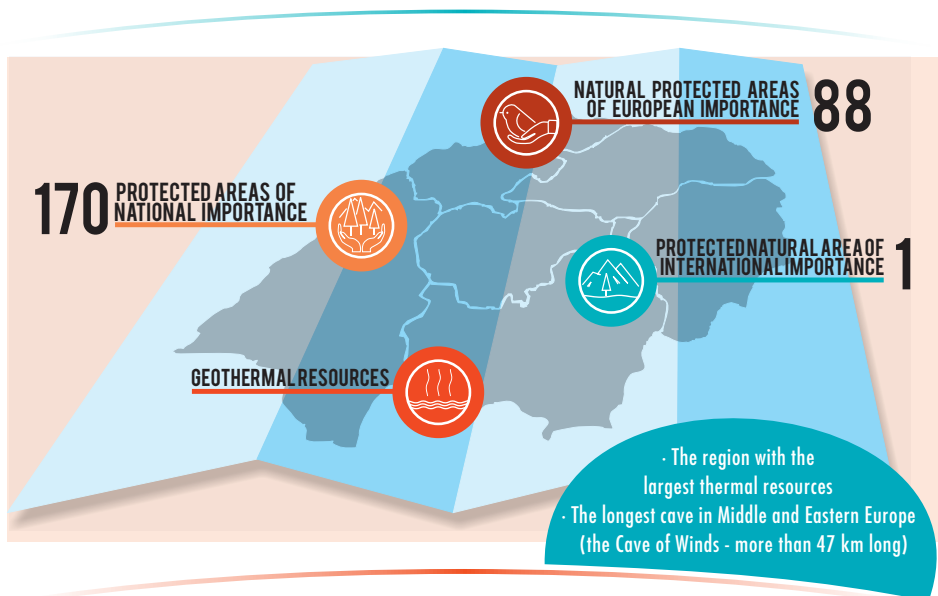 NATURAL PROTECTED AREAS
OF EUROPEAN IMPORTANCE
88
170
PROTECTED AREAS OF
NATIONAL IMPORTANCE
PROTECTED NATURAL AREA OF
INTERNATIONAL IMPORTANCE
1
GEOTHERMAL RESOURCES
· The region with the
largest thermal resources
· The longest cave in Middle and Eastern Europe
(the Cave of Winds - more than 47 km long)